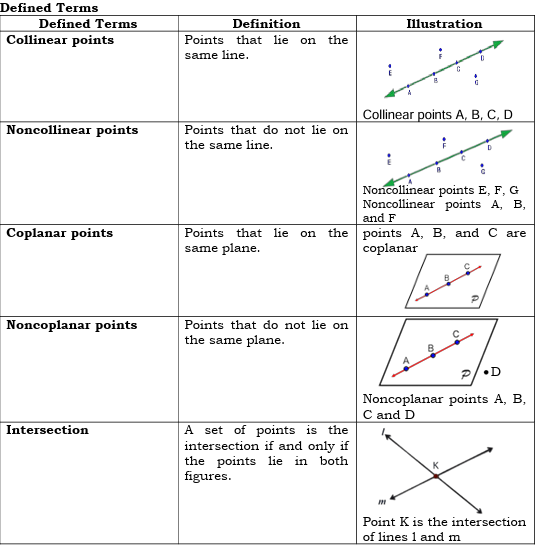 Defined Terms
Defined Terms
Definition
Illustration
Collinear points
Points that lie on the
same line.
E
F
D
C
B
G
A
Collinear points A, B, C, D
Noncollinear points
Points that do not lie on
the same line.
E
F
D
C
B
G
A
Noncollinear points E, F, G
Noncollinear points A, B,
and F
Coplanar points
Points that lie on the
same plane.
points A, B, and C are
coplanar
C
B
A
P
Noncoplanar points
Points that do not lie on
the same plane.
C
B
A
P
D
Noncoplanar points A, B,
C and D
Intersection
A set of points is the
intersection if and only if
the points lie in both
figures.
l
K
m
Point K is the intersection
of lines l and m